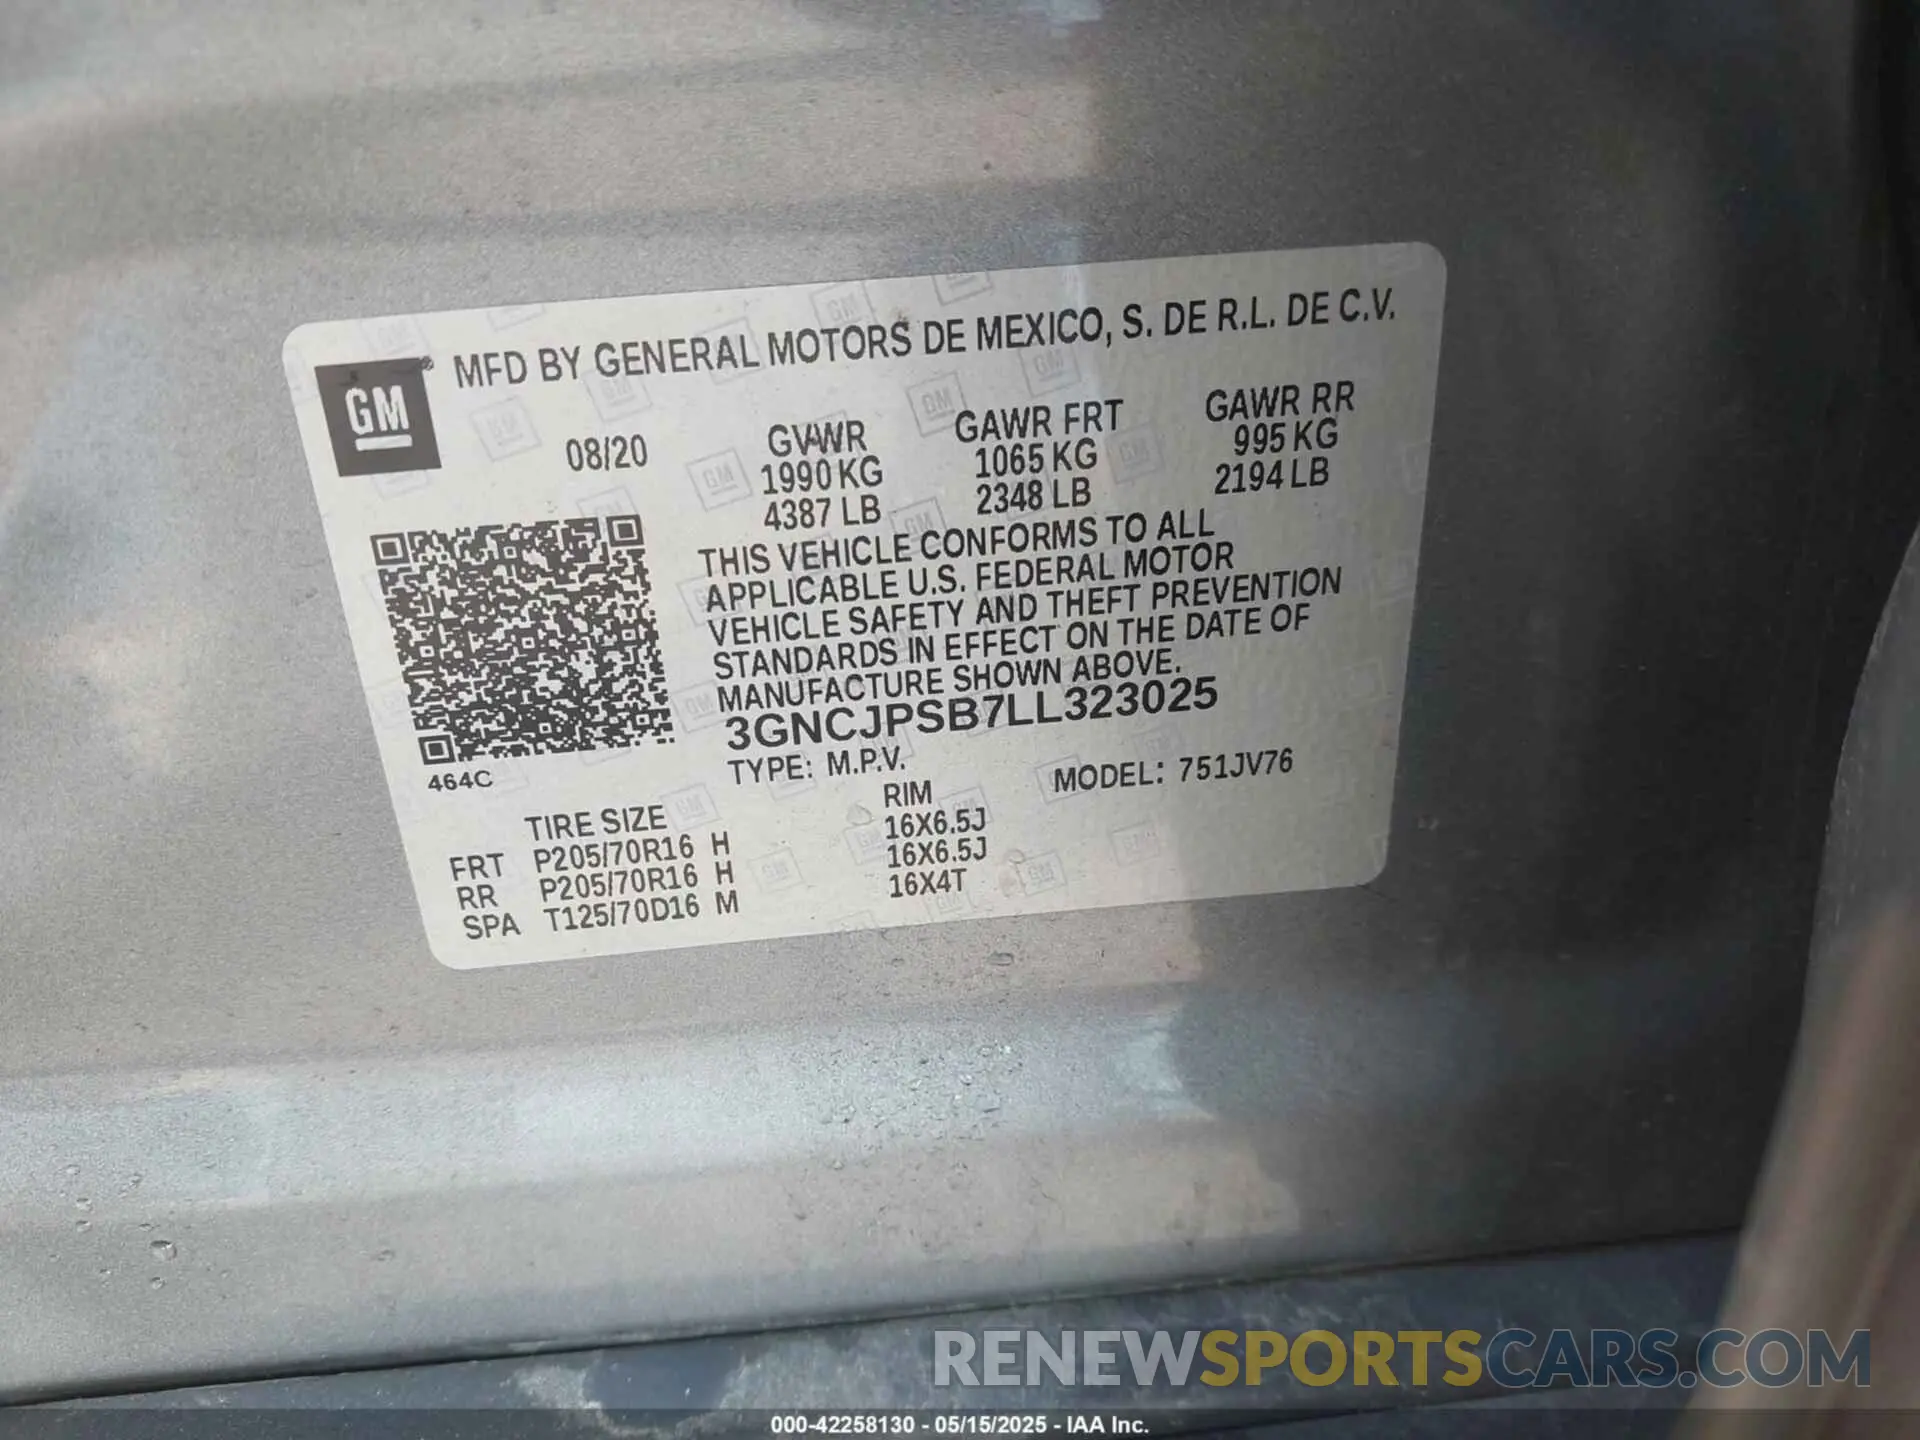 MFD BY GENERAL MOTORS DE MEXICO, S. DE R.L. DE C.V.
GM
08/20
GVWR GAWR FRT GAWR RR
1990 KG 1065 KG 995 KG
4387 LB 2348 LB 2194 LB
THIS VEHICLE CONFORMS TO ALL
APPLICABLE U.S. FEDERAL MOTOR
VEHICLE SAFETY AND THEFT PREVENTION
STANDARDS IN EFFECT ON THE DATE OF
MANUFACTURE SHOWN ABOVE.
3GNCJPSB7LL323025
464C
TYPE: M.P.V. MODEL: 751JV76
TIRE SIZE RIM
FRT P205/70R16 H 16X6.5J
RR P205/70R16 H 16X6.5J
SPA T125/70D16 M 16X4T
RENEWSPORTSCARS.COM
000-42258130 - 05/15/2025 - IAA Inc.